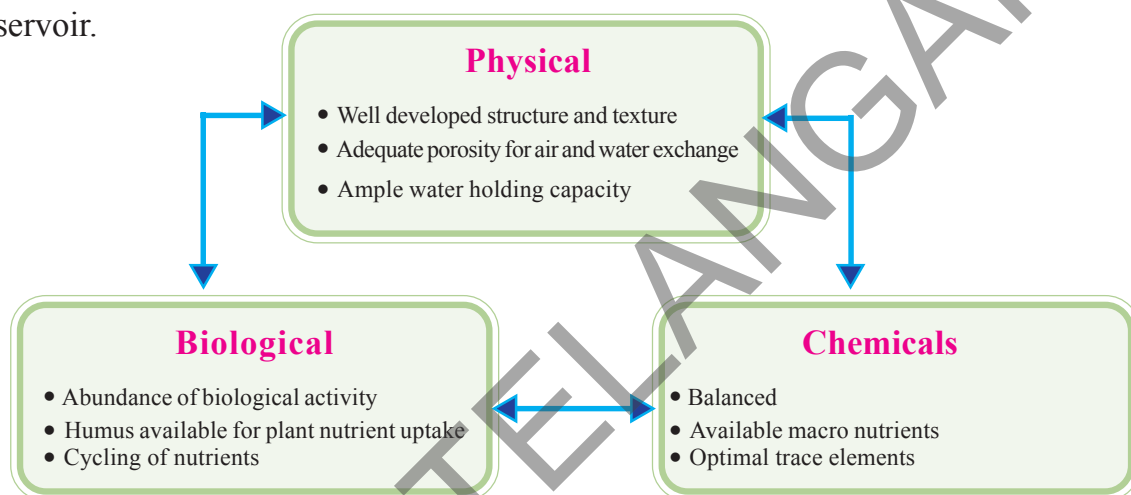 servoir.
Physical
• Well developed structure and texture
• Adequate porosity for air and water exchange
• Ample water holding capacity
Biological
• Abundance of biological activity
• Humus available for plant nutrient uptake
• Cycling of nutrients
Chemicals
• Balanced
• Available macro nutrients
• Optimal trace elements
TELANGA